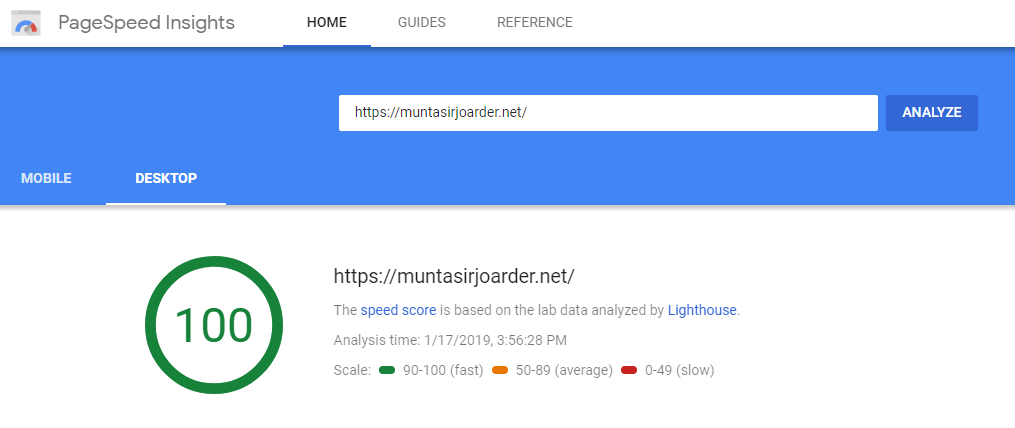 PageSpeed Insights HOME GUIDES REFERENCE
https://muntasirjoarder.net/ ANALYZE
MOBILE DESKTOP
100
https://muntasirjoarder.net/
The speed score is based on the lab data analyzed by Lighthouse.
Analysis time: 1/17/2019, 3:56:28 PM
Scale: 90-100 (fast) 50-89 (average) 0-49 (slow)